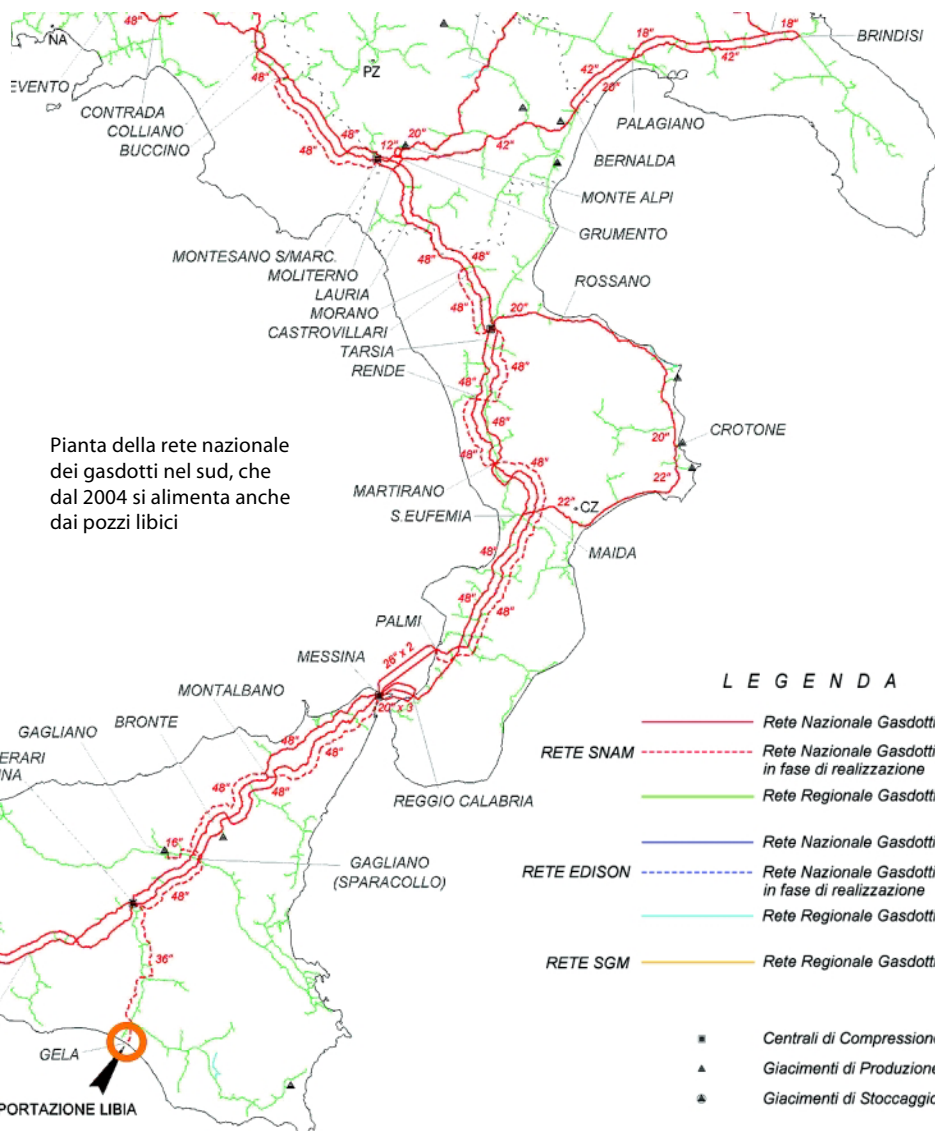 48"
NA
EVENTO
CONTRADA
COLLIANO
BUCCINO
48"
PZ
48"
48"
12"
20"
42"
18"
18"
42"
42"
20"
BRINDISI
PALAGIANO
BERNALDA
MONTE ALPI
GRUMENTO
MONTESANO S/MARC.
MOLITERNO
LAURIA
MORANO
CASTROVILLARI
TARSIA
RENDE
48"
48"
48"
20"
ROSSANO
48"
48"
48"
48"
48"
20"
CROTONE
22"
22"
CZ
Pianta della rete nazionale
dei gasdotti nel sud, che
dal 2004 si alimenta anche
dai pozzi libici
MARTIRANO
S.EUFEMIA
MAIDA
48"
48"
48"
PALMI
MESSINA
26" x 2
20" x 3
MONTALBANO
BRONTE
GAGLIANO
ERARI
NA
48"
48"
48"
48"
REGGIO CALABRIA
16"
48"
GAGLIANO
(SPARACOLLO)
36"
GELA
PORTAZIONE LIBIA
L E G E N D A
RETE SNAM
Rete Nazionale Gasdotti
Rete Nazionale Gasdotti
in fase di realizzazione
Rete Regionale Gasdotti
RETE EDISON
Rete Nazionale Gasdotti
Rete Nazionale Gasdotti
in fase di realizzazione
Rete Regionale Gasdotti
RETE SGM
Rete Regionale Gasdotti
Centrali di Compressione
Giacimenti di Produzione
Giacimenti di Stoccaggio